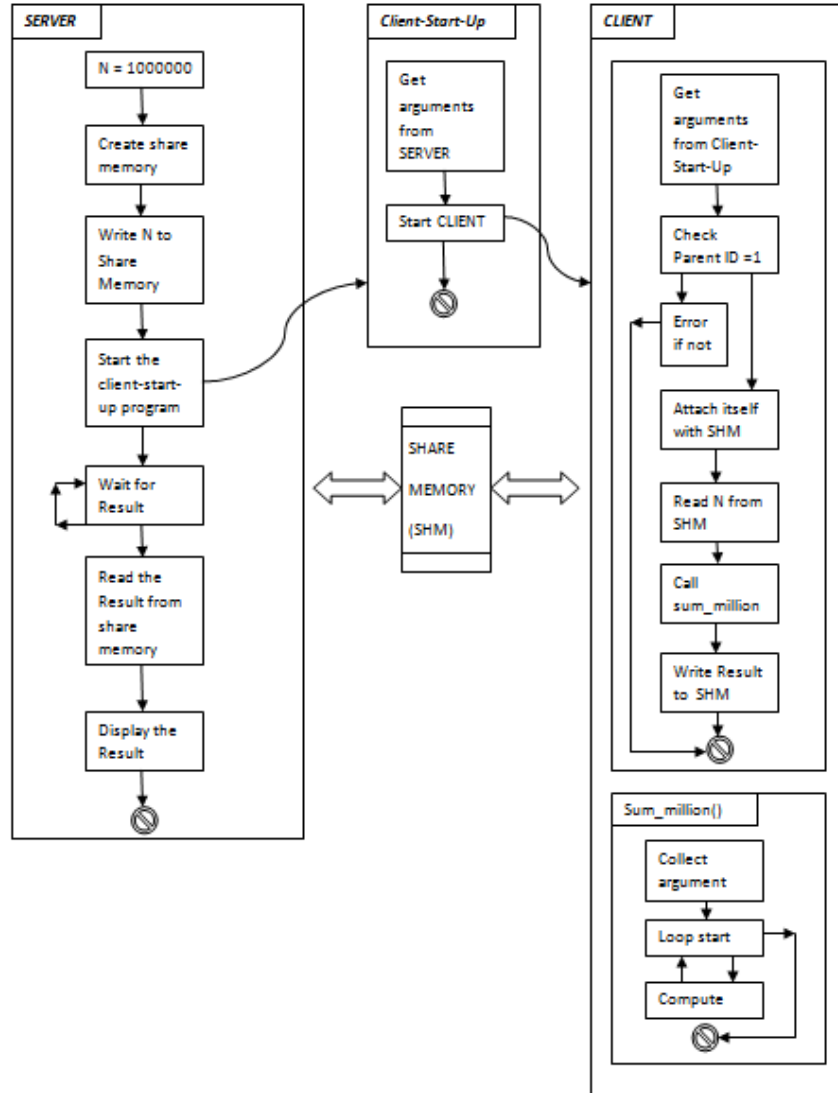 SERVER
N = 1000000
Create share
memory
Write N to
Share
Memory
Start the
client-start-
up program
Wait for
Result
Read the
Result from
share
memory
Display the
Result
Client-Start-Up
Get
arguments
from
SERVER
Start CLIENT
SHARE
MEMORY
(SHM)
CLIENT
Get
arguments
from Client-
Start-Up
Check
Parent ID =1
Error
if not
Attach itself
with SHM
Read N from
SHM
Call
sum_million
Write Result
to SHM
Sum_million()
Collect
argument
Loop start
Compute